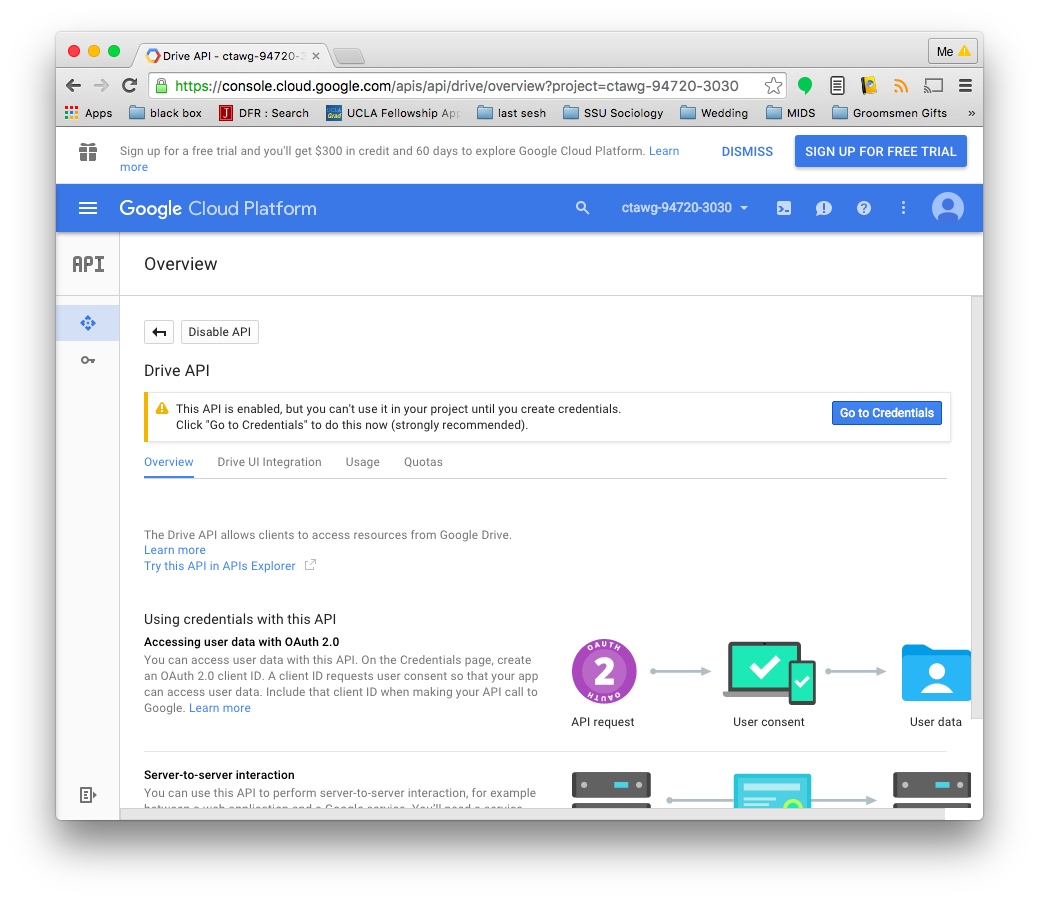 Drive API - ctawg-94720-3
Me
https://console.cloud.google.com/apis/api/drive/overview?project=ctawg-94720-3030
Apps black box DFR : Search UCLA Fellowship App last sesh SSU Sociology Wedding MIDS Groomsmen Gifts »
Sign up for a free trial and you'll get $300 in credit and 60 days to explore Google Cloud Platform. Learn
more
DISMISS
SIGN UP FOR FREE TRIAL
Google Cloud Platform
ctawg-94720-3030
API
Overview
Disable API
Drive API
This API is enabled, but you can't use it in your project until you create credentials.
Click "Go to Credentials" to do this now (strongly recommended).
Go to Credentials
Overview Drive UI Integration Usage Quotas
The Drive API allows clients to access resources from Google Drive.
Learn more
Try this API in APIs Explorer
Using credentials with this API
Accessing user data with OAuth 2.0
You can access user data with this API. On the Credentials page, create
an OAuth 2.0 client ID. A client ID requests user consent so that your app
can access user data. Include that client ID when making your API call to
Google. Learn more
OAUTH
2
OAUTH
API request
User consent
User data
Server-to-server interaction
You can use this API to perform server-to-server interaction, for example
between a web application and a Google service. You'll need a service